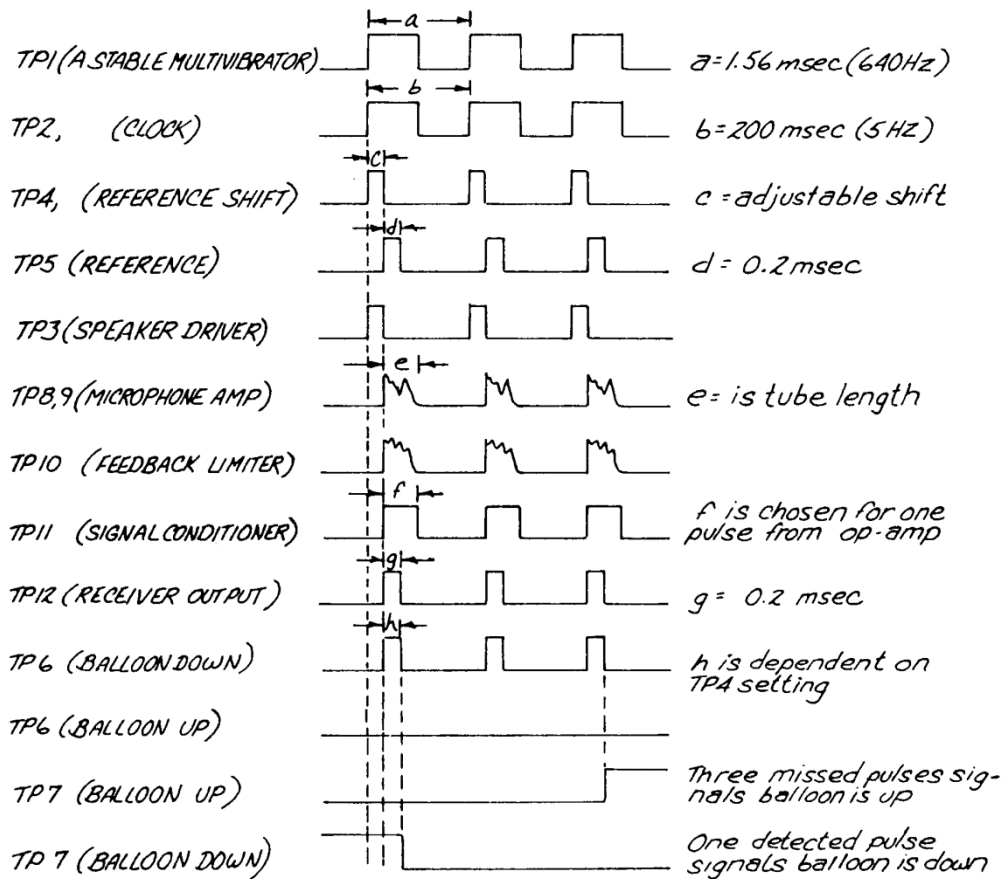 a
TP1 (ASTABLE MULTIVIBRATOR) a=1.56 msec (640Hz)
b
TP2, (CLOCK) b=200 msec (5Hz)
c
TP4, (REFERENCE SHIFT) c = adjustable shift
d
TP5 (REFERENCE) d = 0.2 msec
TP3 (SPEAKER DRIVER)
e
TP8,9 (MICROPHONE AMP) e= is tube length
TP10 (FEEDBACK LIMITER)
f
TP11 (SIGNAL CONDITIONER) f is chosen for one
pulse from op-amp
g
TP12 (RECEIVER OUTPUT) g = 0.2 msec
h
TP6 (BALLOON DOWN) h is dependent on
TP4 setting
TP6 (BALLOON UP)
TP7 (BALLOON UP) Three missed pulses sig-
nals balloon is up
TP 7 (BALLOON DOWN) One detected pulse
signals balloon is down